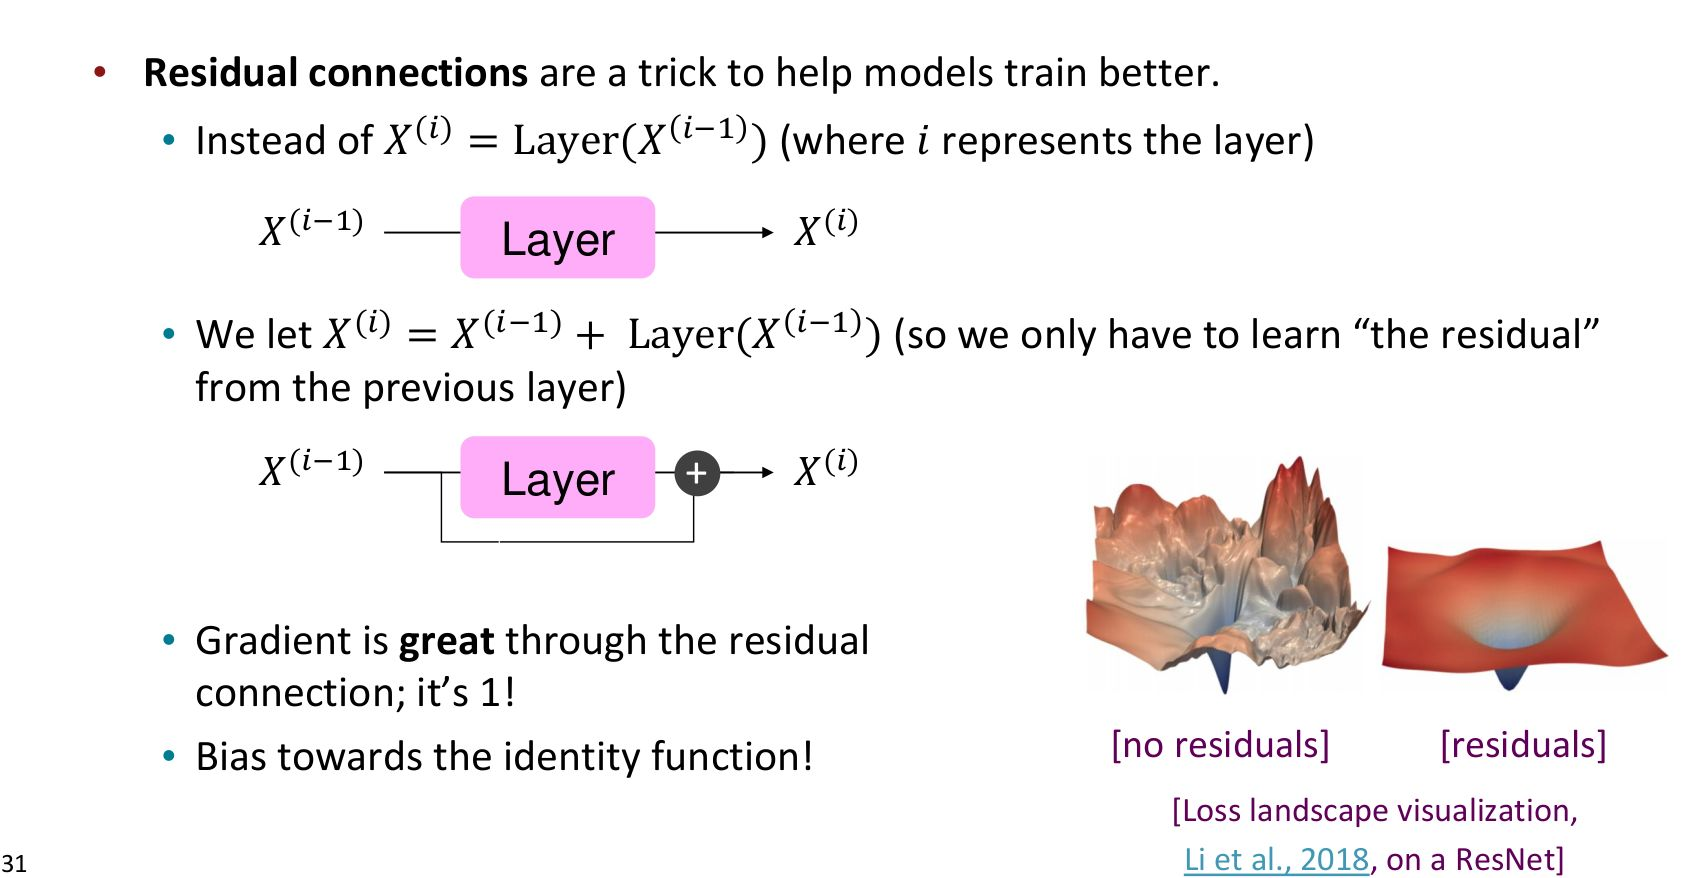 • Residual connections are a trick to help models train better.
• Instead of X^(i) = Layer(X^(i−1)) (where i represents the layer)
X^(i−1) Layer X^(i)
• We let X^(i) = X^(i−1) + Layer(X^(i−1)) (so we only have to learn “the residual”
from the previous layer)
X^(i−1) Layer + X^(i)
• Gradient is great through the residual
connection; it’s 1!
• Bias towards the identity function!
[no residuals] [residuals]
[Loss landscape visualization,
Li et al., 2018, on a ResNet]
31